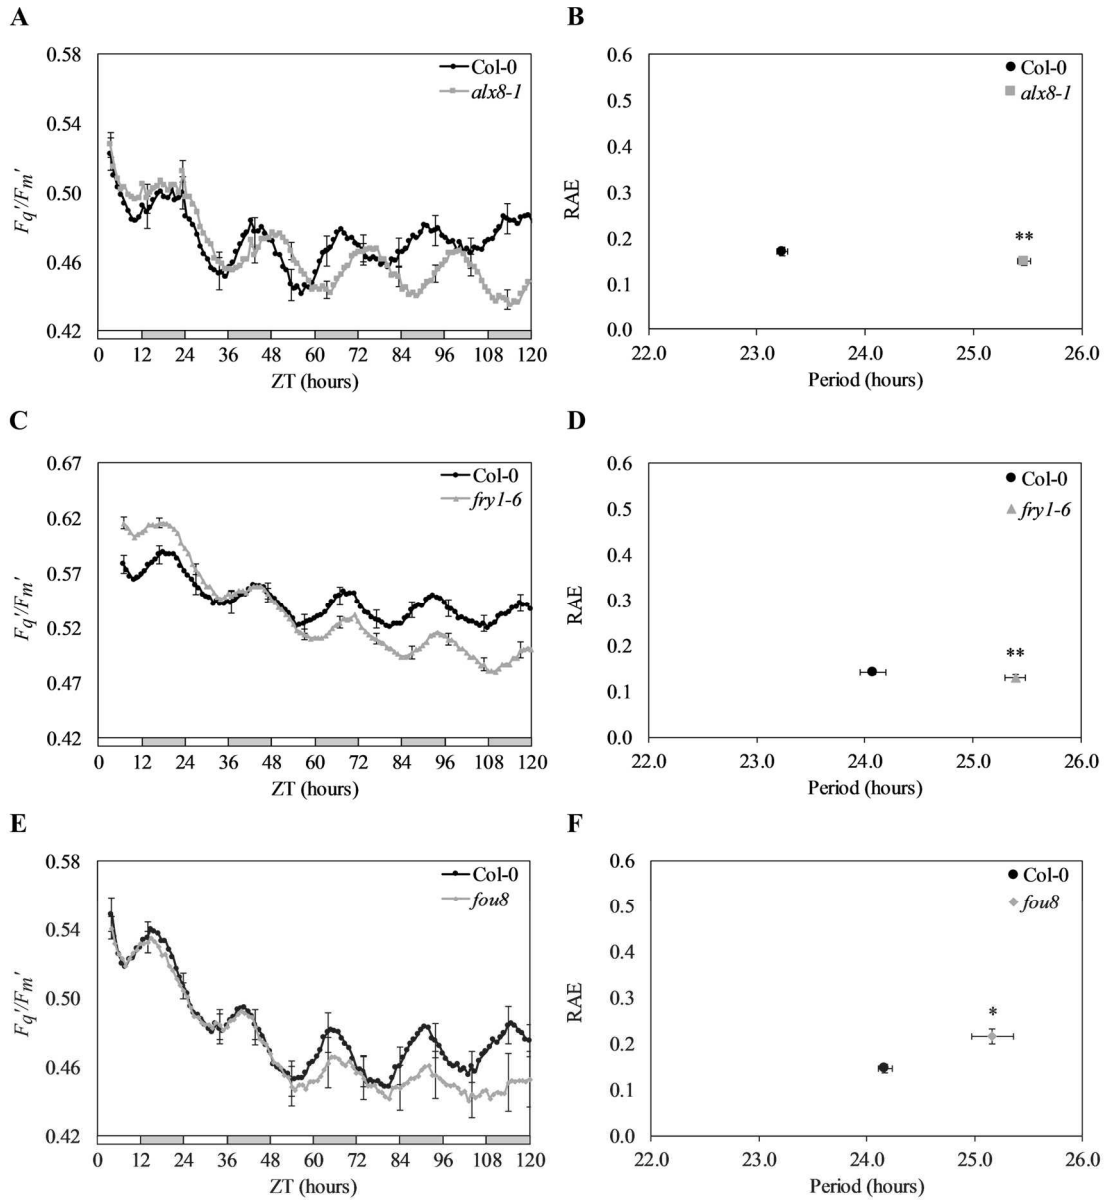 A
0.58
0.54
0.50
0.46
0.42
Fq'/Fm'
Col-0
alx8-1
0 12 24 36 48 60 72 84 96 108 120
ZT (hours)
B
0.6
0.5
0.4
0.3
0.2
0.1
0.0
RAE
Col-0
alx8-1
**
22.0 23.0 24.0 25.0 26.0
Period (hours)
C
0.67
0.62
0.57
0.52
0.47
0.42
Fq'/Fm'
Col-0
fry1-6
0 12 24 36 48 60 72 84 96 108 120
ZT (hours)
D
0.6
0.5
0.4
0.3
0.2
0.1
0.0
RAE
Col-0
fry1-6
**
22.0 23.0 24.0 25.0 26.0
Period (hours)
E
0.58
0.54
0.50
0.46
0.42
Fq'/Fm'
Col-0
fou8
0 12 24 36 48 60 72 84 96 108 120
ZT (hours)
F
0.6
0.5
0.4
0.3
0.2
0.1
0.0
RAE
Col-0
fou8
*
22.0 23.0 24.0 25.0 26.0
Period (hours)